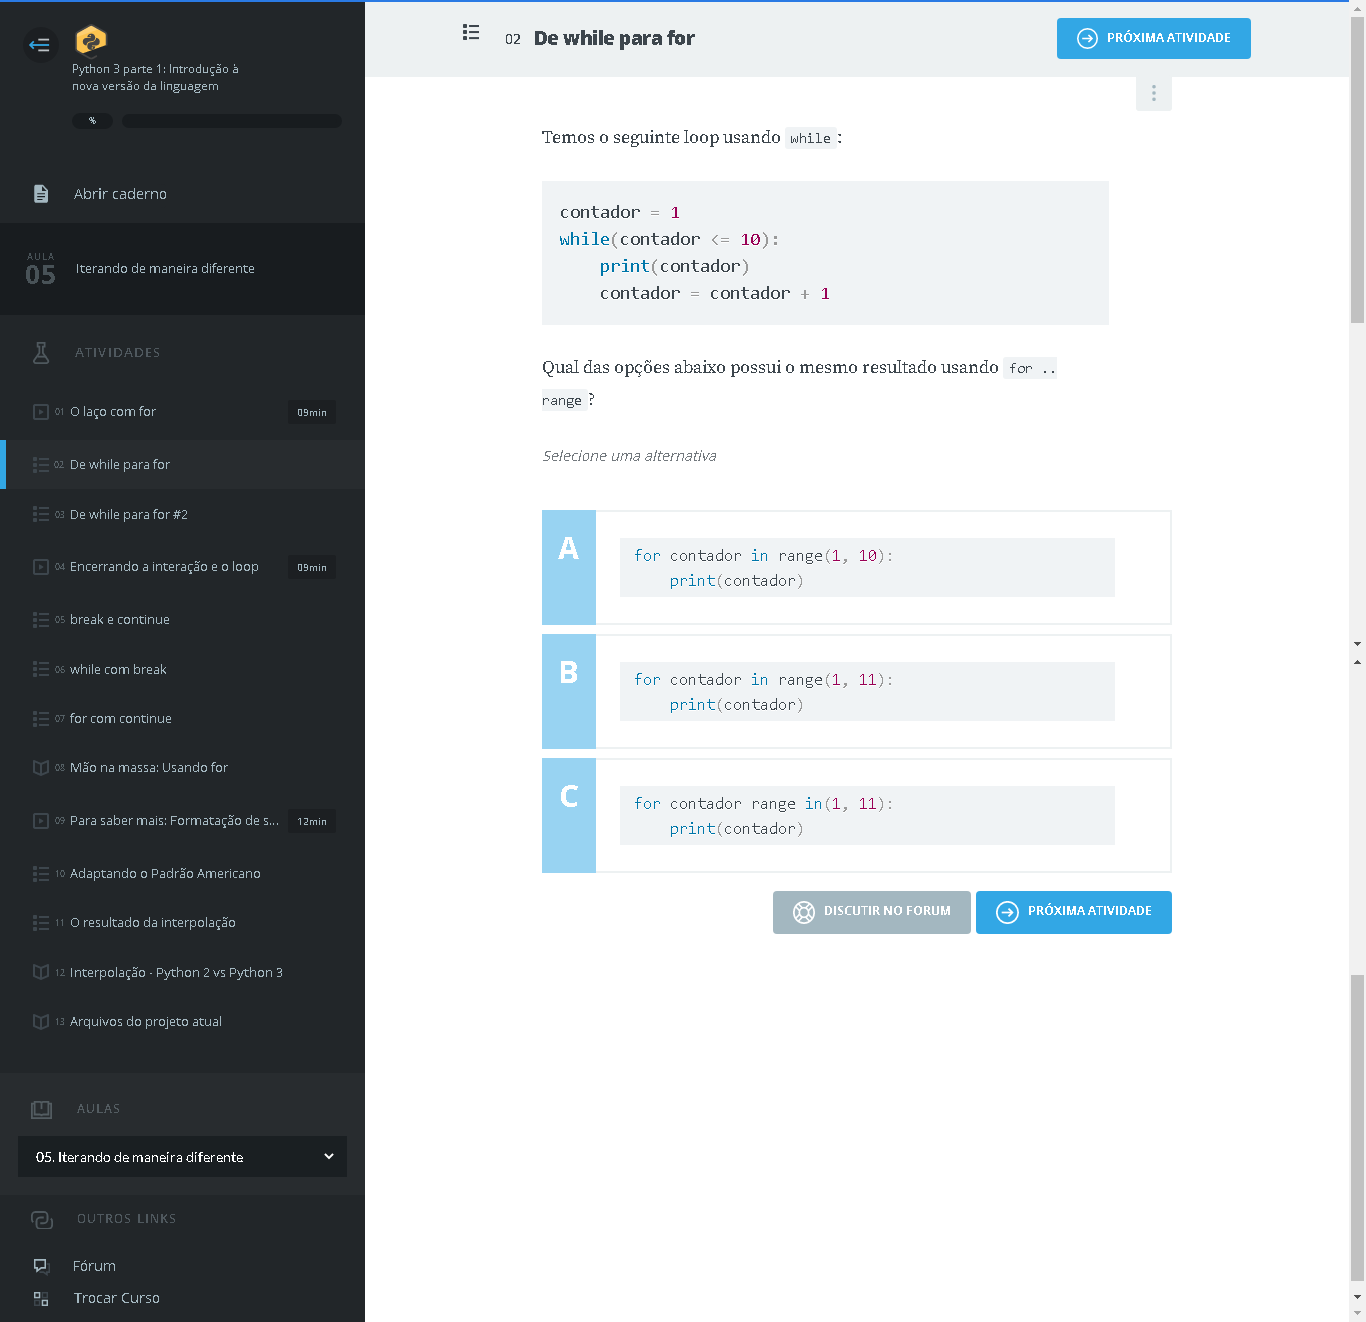 Python 3 parte 1: Introdução à
nova versão da linguagem
%
Abrir caderno
AULA
05
Iterando de maneira diferente
ATIVIDADES
01 O laço com for 09min
02 De while para for
03 De while para for #2
04 Encerrando a interação e o loop 09min
05 break e continue
06 while com break
07 for com continue
08 Mão na massa: Usando for
09 Para saber mais: Formatação de s... 12min
10 Adaptando o Padrão Americano
11 O resultado da interpolação
12 Interpolação - Python 2 vs Python 3
13 Arquivos do projeto atual
AULAS
05. Iterando de maneira diferente
OUTROS LINKS
Fórum
Trocar Curso
02 De while para for
PRÓXIMA ATIVIDADE
Temos o seguinte loop usando while :
contador = 1
while(contador <= 10):
    print(contador)
    contador = contador + 1
Qual das opções abaixo possui o mesmo resultado usando for ..
range ?
Selecione uma alternativa
A
for contador in range(1, 10):
    print(contador)
B
for contador in range(1, 11):
    print(contador)
C
for contador range in(1, 11):
    print(contador)
DISCUTIR NO FORUM
PRÓXIMA ATIVIDADE